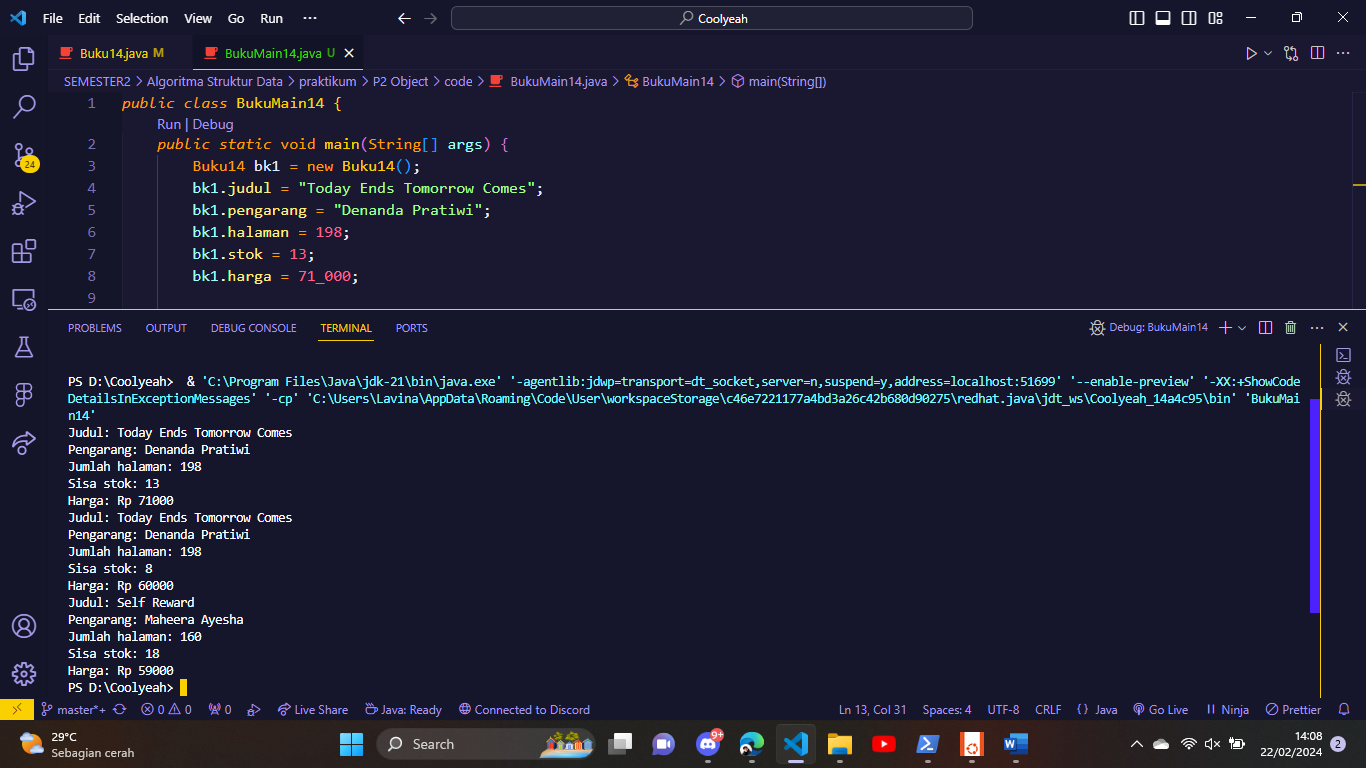 File Edit Selection View Go Run ··· Coolyeah
Buku14.java M BukuMain14.java U
SEMESTER2 > Algoritma Struktur Data > praktikum > P2 Object > code > BukuMain14.java > BukuMain14 > main(String[])
1 public class BukuMain14 {
Run | Debug
2 public static void main(String[] args) {
3 Buku14 bk1 = new Buku14();
4 bk1.judul = "Today Ends Tomorrow Comes";
5 bk1.pengarang = "Denanda Pratiwi";
6 bk1.halaman = 198;
7 bk1.stok = 13;
8 bk1.harga = 71_000;
9
24
PROBLEMS OUTPUT DEBUG CONSOLE TERMINAL PORTS Debug: BukuMain14
PS D:\Coolyeah>  & 'C:\Program Files\Java\jdk-21\bin\java.exe' '-agentlib:jdwp=transport=dt_socket,server=n,suspend=y,address=localhost:51699' '--enable-preview' '-XX:+ShowCode
DetailsInExceptionMessages' '-cp' 'C:\Users\Lavina\AppData\Roaming\Code\User\workspaceStorage\c46e7221177a4bd3a26c42b680d90275\redhat.java\jdt_ws\Coolyeah_14a4c95\bin' 'BukuMai
n14'
Judul: Today Ends Tomorrow Comes
Pengarang: Denanda Pratiwi
Jumlah halaman: 198
Sisa stok: 13
Harga: Rp 71000
Judul: Today Ends Tomorrow Comes
Pengarang: Denanda Pratiwi
Jumlah halaman: 198
Sisa stok: 8
Harga: Rp 60000
Judul: Self Reward
Pengarang: Maheera Ayesha
Jumlah halaman: 160
Sisa stok: 18
Harga: Rp 59000
PS D:\Coolyeah>
master*+ 0 0 0 Live Share Java: Ready Connected to Discord Ln 13, Col 31 Spaces: 4 UTF-8 CRLF {} Java Go Live Ninja Prettier
29°C
Sebagian cerah
Search
9+
14:08
22/02/2024
2